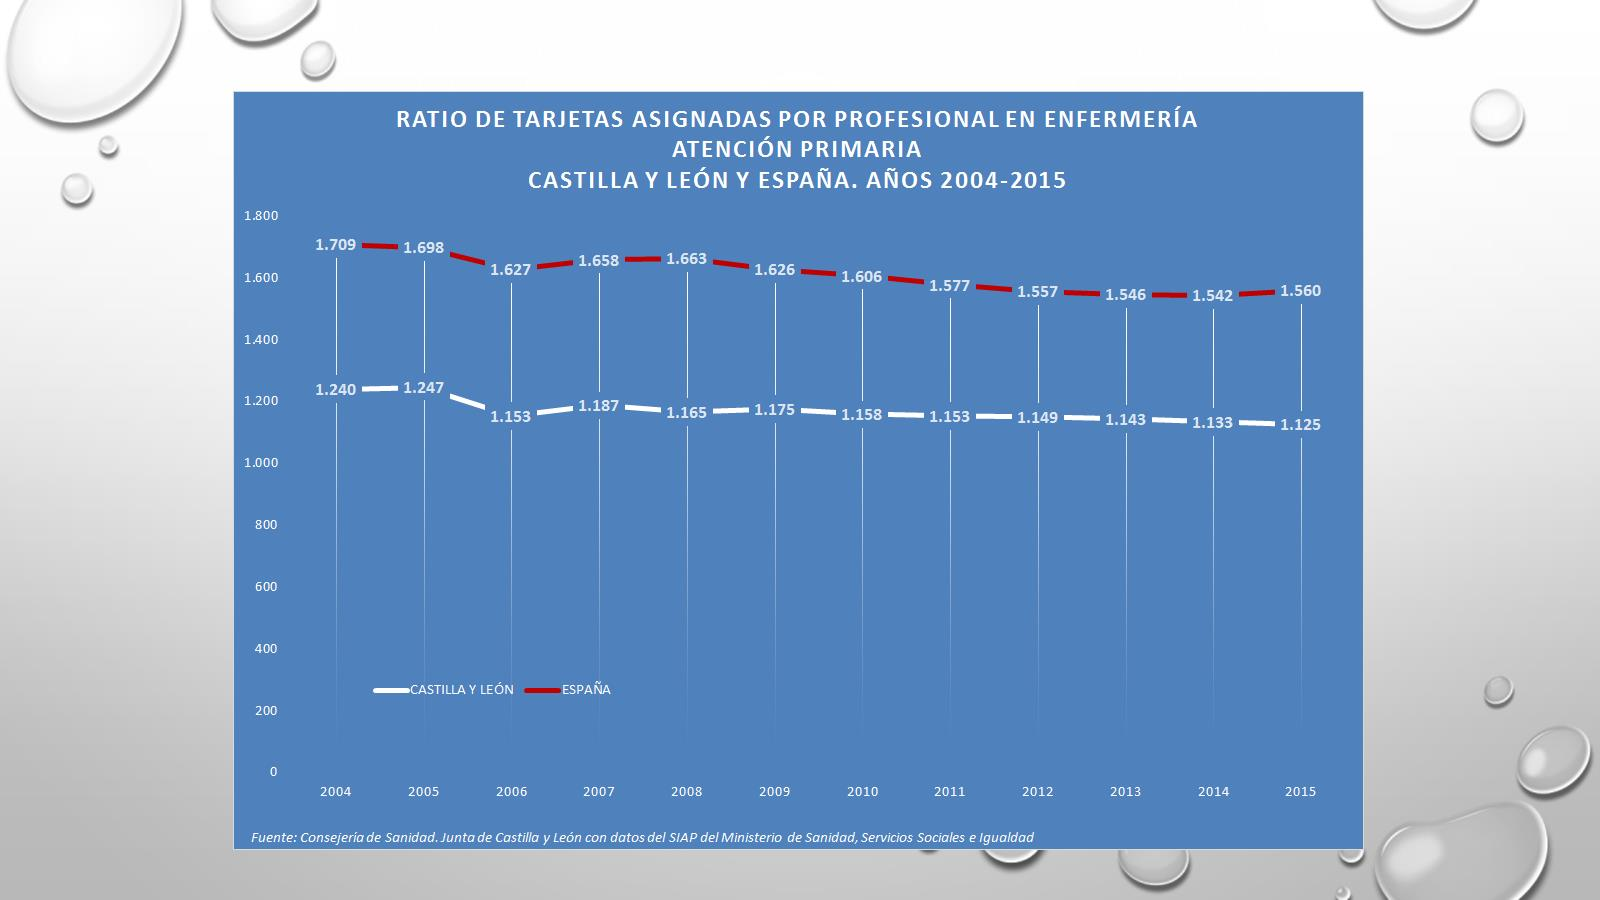 RATIO DE TARJETAS ASIGNADAS POR PROFESIONAL EN ENFERMERÍA
ATENCIÓN PRIMARIA
CASTILLA Y LEÓN Y ESPAÑA. AÑOS 2004-2015
1.800
1.709 1.698 1.627 1.658 1.663 1.626 1.606 1.577 1.557 1.546 1.542 1.560
1.600
1.400
1.240 1.247 1.153 1.187 1.165 1.175 1.158 1.153 1.149 1.143 1.133 1.125
1.200
1.000
800
600
400
CASTILLA Y LEÓN ESPAÑA
200
0
2004 2005 2006 2007 2008 2009 2010 2011 2012 2013 2014 2015
Fuente: Consejería de Sanidad. Junta de Castilla y León con datos del SIAP del Ministerio de Sanidad, Servicios Sociales e Igualdad